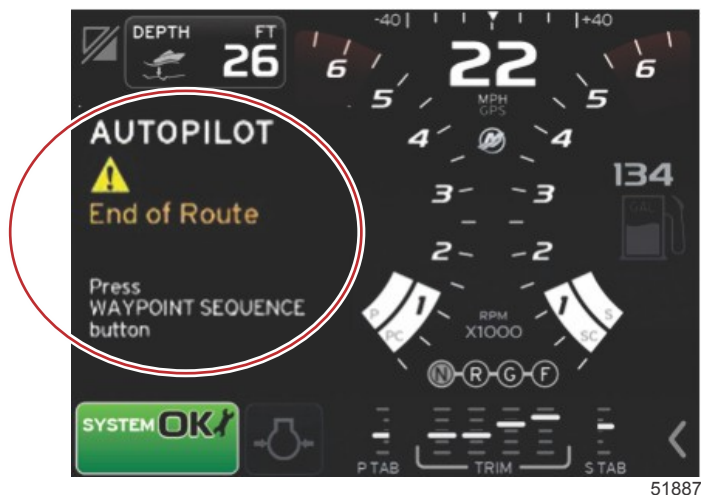 -40 +40
DEPTH FT
26
22
MPH
GPS
6 6
5 5
AUTOPILOT
4 4
134
GAL
3 3
End of Route
2 2
Press
WAYPOINT SEQUENCE
button
P 1 1 S
PC SC
RPM
X1000
N R G F
SYSTEM OK
P TAB TRIM S TAB
51887